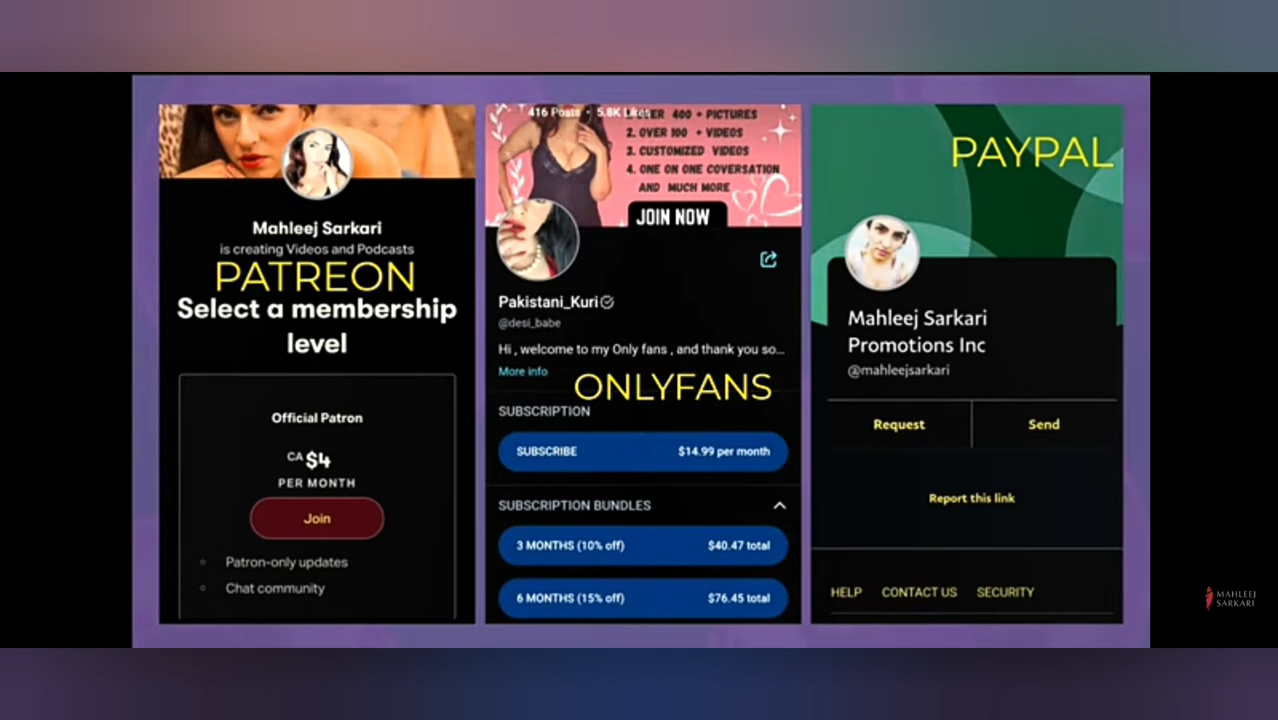 Mahleej Sarkari
is creating Videos and Podcasts
PATREON
Select a membership
level
Official Patron
CA $4
PER MONTH
Join
Patron-only updates
Chat community
416 Posts • 5.8K Likes
OVER 400 + PICTURES
2. OVER 100 + VIDEOS
3. CUSTOMIZED VIDEOS
4. ONE ON ONE COVERSATION
AND MUCH MORE
JOIN NOW
Pakistani_Kuri
@desi_babe
Hi , welcome to my Only fans , and thank you so...
More info
ONLYFANS
SUBSCRIPTION
SUBSCRIBE $14.99 per month
SUBSCRIPTION BUNDLES
3 MONTHS (10% off) $40.47 total
6 MONTHS (15% off) $76.45 total
PAYPAL
Mahleej Sarkari
Promotions Inc
@mahleejsarkari
Request Send
Report this link
HELP CONTACT US SECURITY
MAHLEEJ
SARKARI